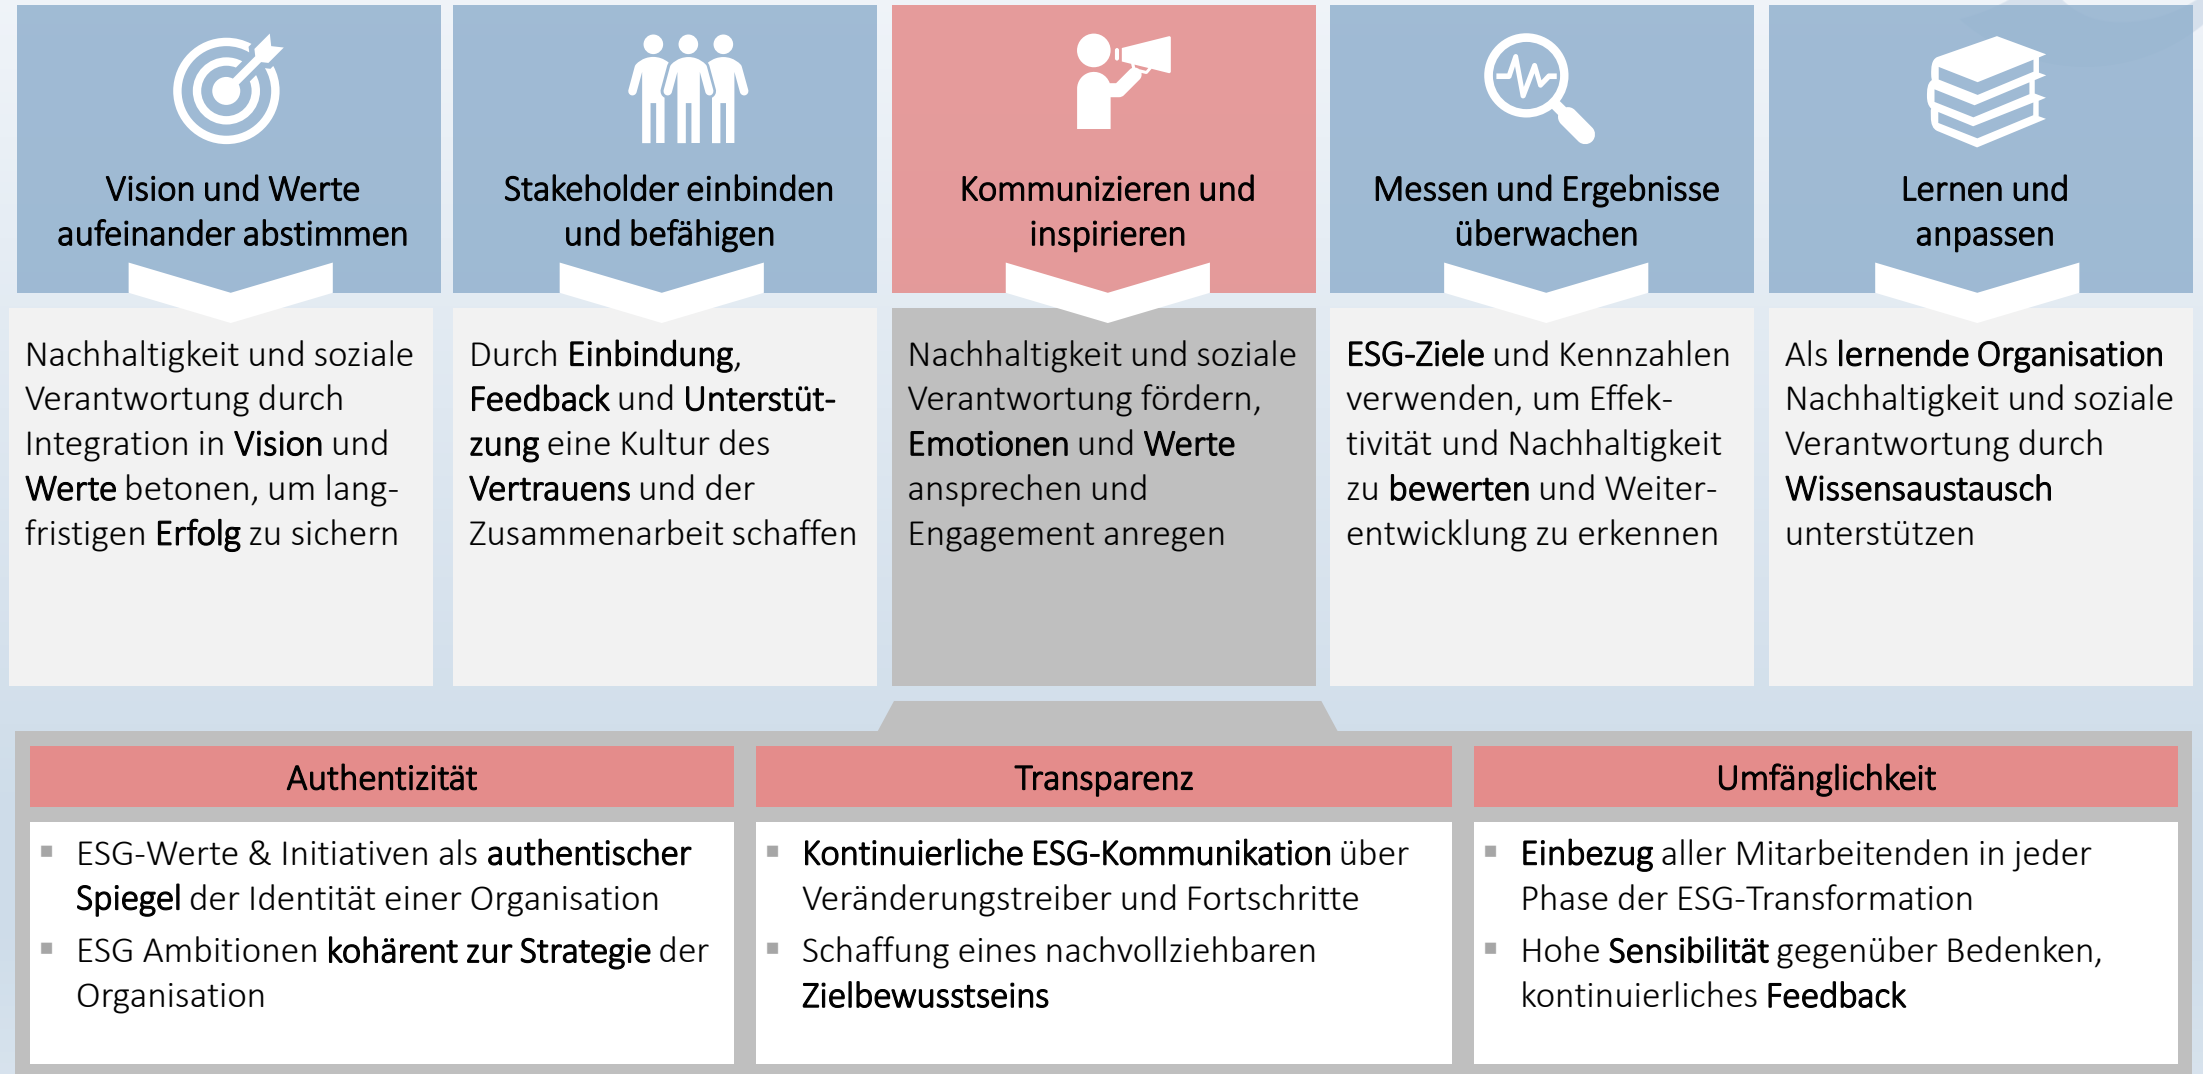 Vision und Werte
aufeinander abstimmen
Stakeholder einbinden
und befähigen
Kommunizieren und
inspirieren
Messen und Ergebnisse
überwachen
Lernen und
anpassen
Nachhaltigkeit und soziale
Verantwortung durch
Integration in Vision und
Werte betonen, um lang-
fristigen Erfolg zu sichern
Durch Einbindung,
Feedback und Unterstüt-
zung eine Kultur des
Vertrauens und der
Zusammenarbeit schaffen
Nachhaltigkeit und soziale
Verantwortung fördern,
Emotionen und Werte
ansprechen und
Engagement anregen
ESG-Ziele und Kennzahlen
verwenden, um Effek-
tivität und Nachhaltigkeit
zu bewerten und Weiter-
entwicklung zu erkennen
Als lernende Organisation
Nachhaltigkeit und soziale
Verantwortung durch
Wissensaustausch
unterstützen
Authentizität
▪ ESG-Werte & Initiativen als authentischer
Spiegel der Identität einer Organisation
▪ ESG Ambitionen kohärent zur Strategie der
Organisation
Transparenz
▪ Kontinuierliche ESG-Kommunikation über
Veränderungstreiber und Fortschritte
▪ Schaffung eines nachvollziehbaren
Zielbewusstseins
Umfänglichkeit
▪ Einbezug aller Mitarbeitenden in jeder
Phase der ESG-Transformation
▪ Hohe Sensibilität gegenüber Bedenken,
kontinuierliches Feedback